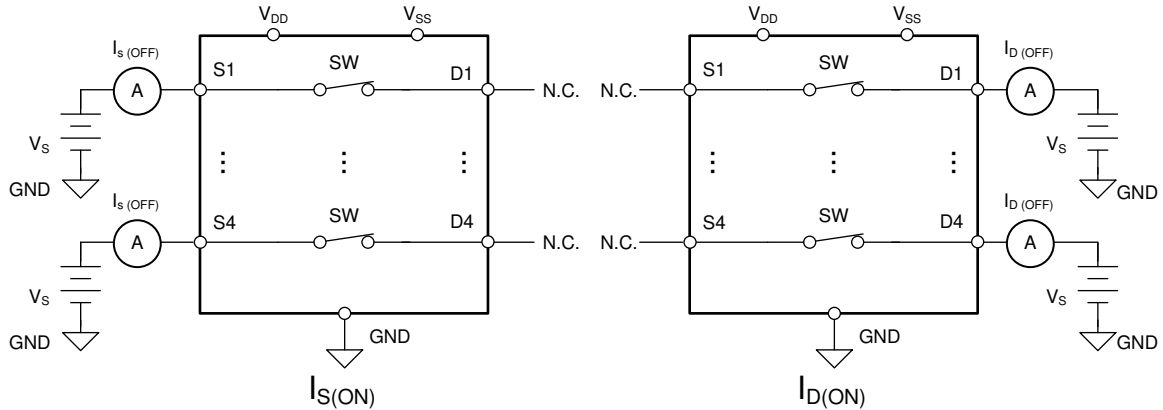 VDD VSS VDD VSS
Is (OFF) ID (OFF)
S1 SW D1 S1 SW D1
A N.C. N.C. A
VS VS
GND GND
Is (OFF) ID (OFF)
S4 SW D4 S4 SW D4
A N.C. N.C. A
VS VS
GND GND
GND GND
IS(ON) ID(ON)